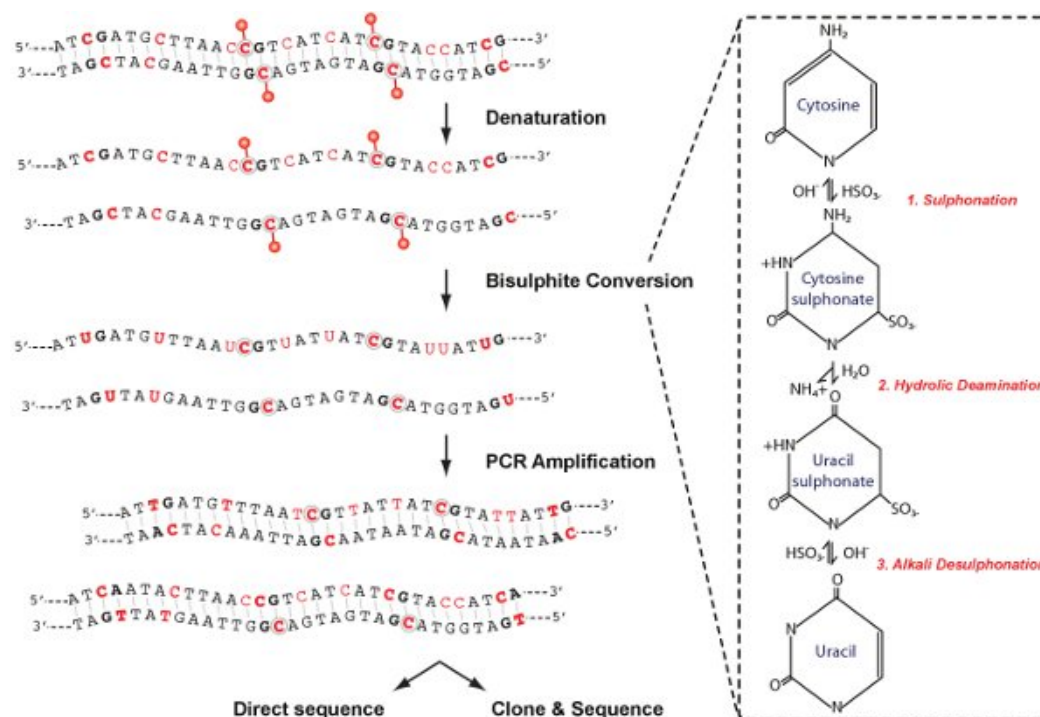 5'----ATCGATGCTTAACCGTCATCATCGTACCATCG----3'
3'----TAGCTACGAATTGGCAGTAGTAGCATGGTAGC----5'
Denaturation
5'----ATCGATGCTTAACCGTCATCATCGTACCATCG----3'
3'----TAGCTACGAATTGGCAGTAGTAGCATGGTAGC----5'
Bisulphite Conversion
5'----ATUGATGUTTAAUCGTUATUATCGTAUUATUG----3'
3'----TAGUTAUGAATTGGCAGTAGTAGCATGGTAGU----5'
PCR Amplification
5'----ATTGATGTTTAATCGTTATTATCGTATTATTG----3'
3'----TAACTACAAATTAGCAATAATAGCATAATAAC----5'
5'----ATCAATACTTAACCGTCATCATCGTACCATCA----3'
3'----TAGTTATGAATTGGCAGTAGTAGCATGGTAGT----5'
Direct sequence Clone & Sequence
NH₂
Cytosine
O
N
OH⁻ HSO₃-
1. Sulphonation
NH₂
+HN
Cytosine
sulphonate
O
SO₃-
N
H₂O
NH₄+
2. Hydrolic Deamination
O
+HN
Uracil
sulphonate
O
SO₃-
N
HSO₃- OH⁻
3. Alkali Desulphonation
O
N
Uracil
O
N